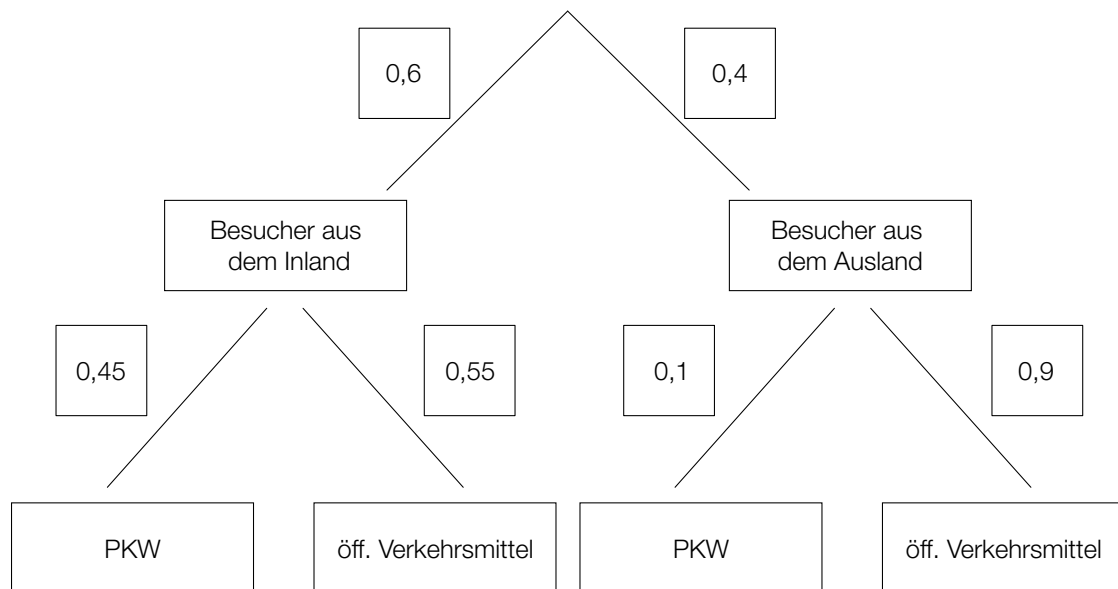 0,6
0,4
Besucher aus
dem Inland
Besucher aus
dem Ausland
0,45
0,55
0,1
0,9
PKW
öff. Verkehrsmittel
PKW
öff. Verkehrsmittel